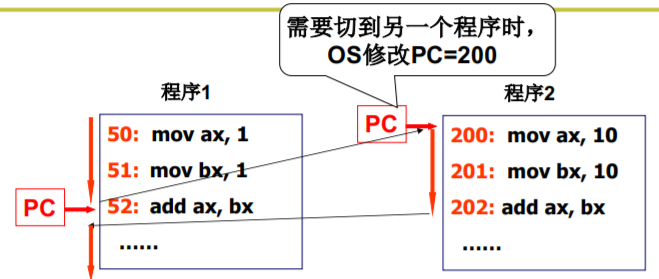 需要切到另一个程序时，
OS修改PC=200
程序1
程序2
PC
50: mov ax, 1
51: mov bx, 1
52: add ax, bx
……
PC
200: mov ax, 10
201: mov bx, 10
202: add ax, bx
……